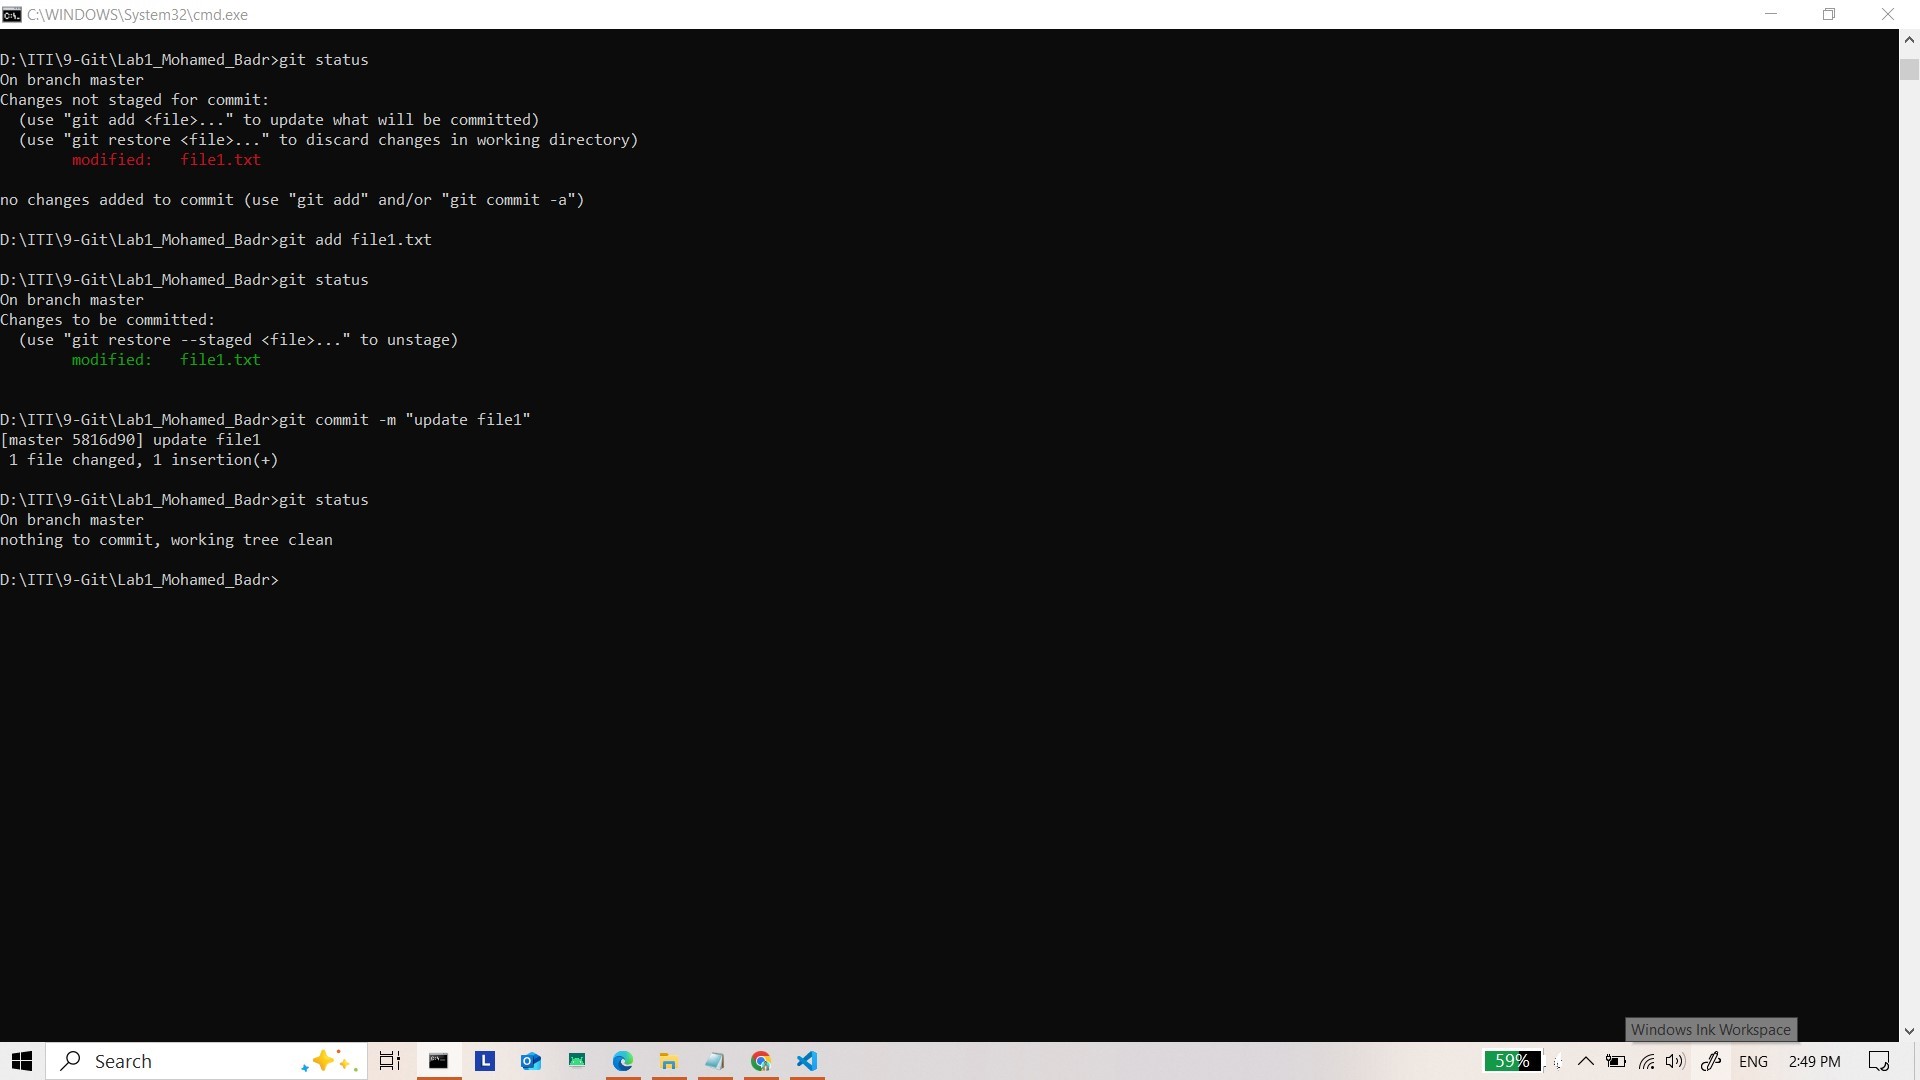 C:\WINDOWS\System32\cmd.exe
D:\ITI\9-Git\Lab1_Mohamed_Badr>git status
On branch master
Changes not staged for commit:
  (use "git add <file>..." to update what will be committed)
  (use "git restore <file>..." to discard changes in working directory)
        modified:   file1.txt
no changes added to commit (use "git add" and/or "git commit -a")
D:\ITI\9-Git\Lab1_Mohamed_Badr>git add file1.txt
D:\ITI\9-Git\Lab1_Mohamed_Badr>git status
On branch master
Changes to be committed:
  (use "git restore --staged <file>..." to unstage)
        modified:   file1.txt
D:\ITI\9-Git\Lab1_Mohamed_Badr>git commit -m "update file1"
[master 5816d90] update file1
 1 file changed, 1 insertion(+)
D:\ITI\9-Git\Lab1_Mohamed_Badr>git status
On branch master
nothing to commit, working tree clean
D:\ITI\9-Git\Lab1_Mohamed_Badr>
Windows Ink Workspace
Search
L
59%
ENG
2:49 PM